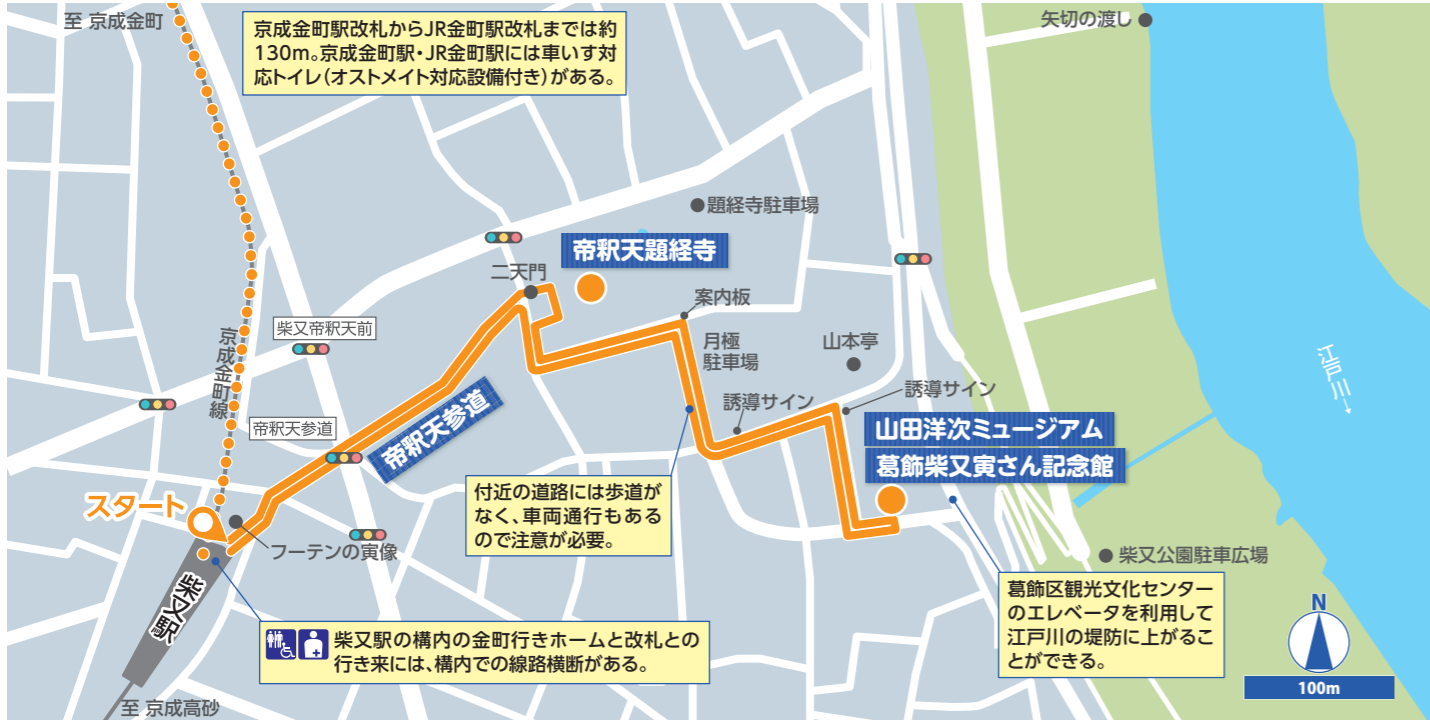 至 京成金町
京成金町駅改札からJR金町駅改札までは約
130m。京成金町駅・JR金町駅には車いす対
応トイレ(オストメイト対応設備付き)がある。
矢切の渡し
題経寺駐車場
帝釈天題経寺
二天門
案内板
柴又帝釈天前
京成金町線
月極
駐車場
山本亭
江戸川→
誘導サイン
誘導サイン
帝釈天参道
帝釈天参道
山田洋次ミュージアム
葛飾柴又寅さん記念館
スタート
付近の道路には歩道が
なく、車両通行もある
ので注意が必要。
フーテンの寅像
柴又公園駐車広場
柴又駅
葛飾区観光文化センター
のエレベータを利用して
江戸川の堤防に上がるこ
とができる。
柴又駅の構内の金町行きホームと改札との
行き来には、構内での線路横断がある。
N
100m
至 京成高砂